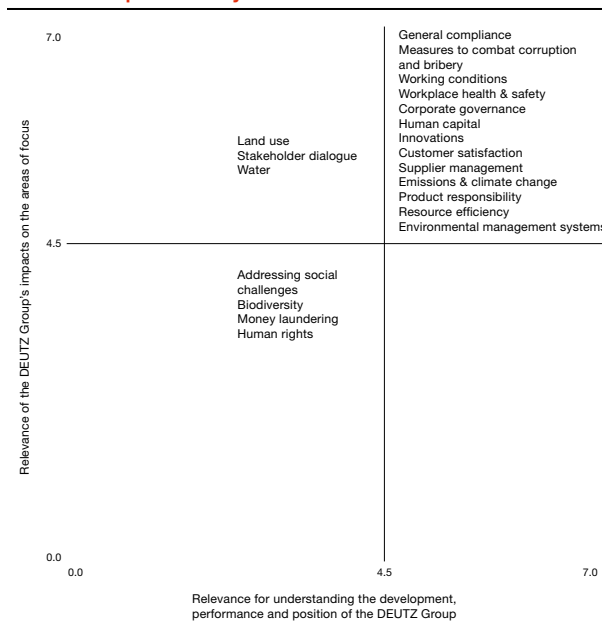 7.0
General compliance
Measures to combat corruption
and bribery
Working conditions
Workplace health & safety
Corporate governance
Human capital
Innovations
Customer satisfaction
Supplier management
Emissions & climate change
Product responsibility
Resource efficiency
Environmental management systems
Land use
Stakeholder dialogue
Water
Relevance of the DEUTZ Group's impacts on the areas of focus
4.5
Addressing social
challenges
Biodiversity
Money laundering
Human rights
0.0
0.0
4.5
7.0
Relevance for understanding the development,
performance and position of the DEUTZ Group